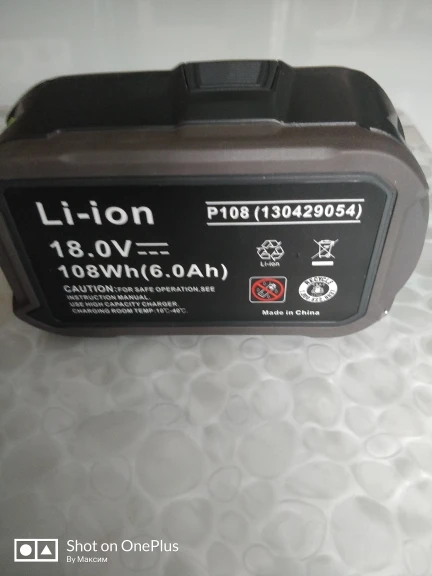 Li-ion
P108 (130429054)
18.0V
108Wh(6.0Ah)
CAUTION:FOR SAFE OPERATION,SEE
INSTRUCTION MANUAL.
USE HIGH CAPACITY CHARGER.
CHARGING ROOM TEMP.:10℃-40℃.
Li-ion
RECYCLE
Made in China
Shot on OnePlus
By Максим